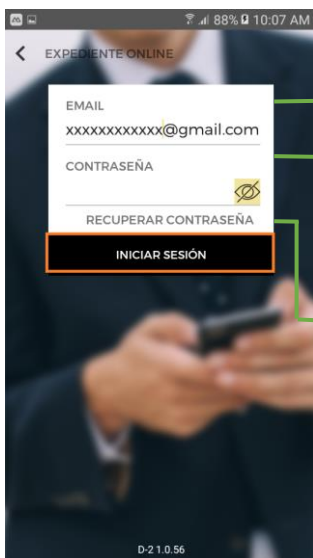 88% 10:07 AM
EXPEDIENTE ONLINE
EMAIL
xxxxxxxxxxxx@gmail.com
CONTRASEÑA
RECUPERAR CONTRASEÑA
INICIAR SESIÓN
D-2 1.0.56